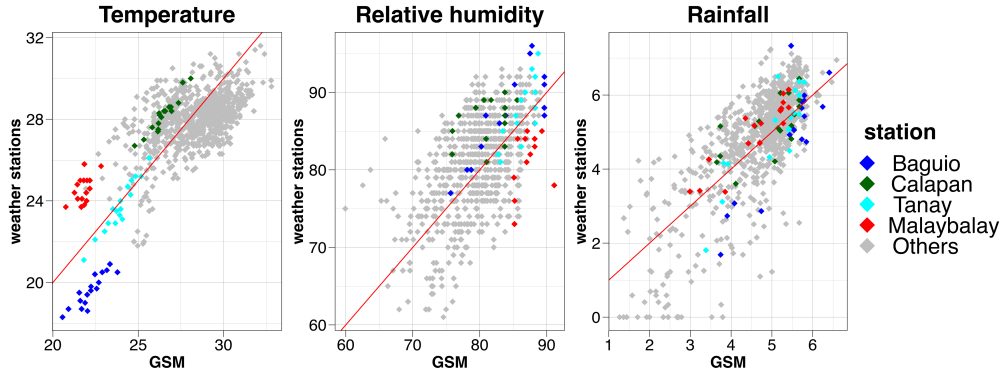 Temperature
Relative humidity
Rainfall
weather stations
32
28
24
20
20
25
30
GSM
weather stations
90
80
70
60
60
70
80
90
GSM
weather stations
6
4
2
0
1
2
3
4
5
6
GSM
station
Baguio
Calapan
Tanay
Malaybalay
Others